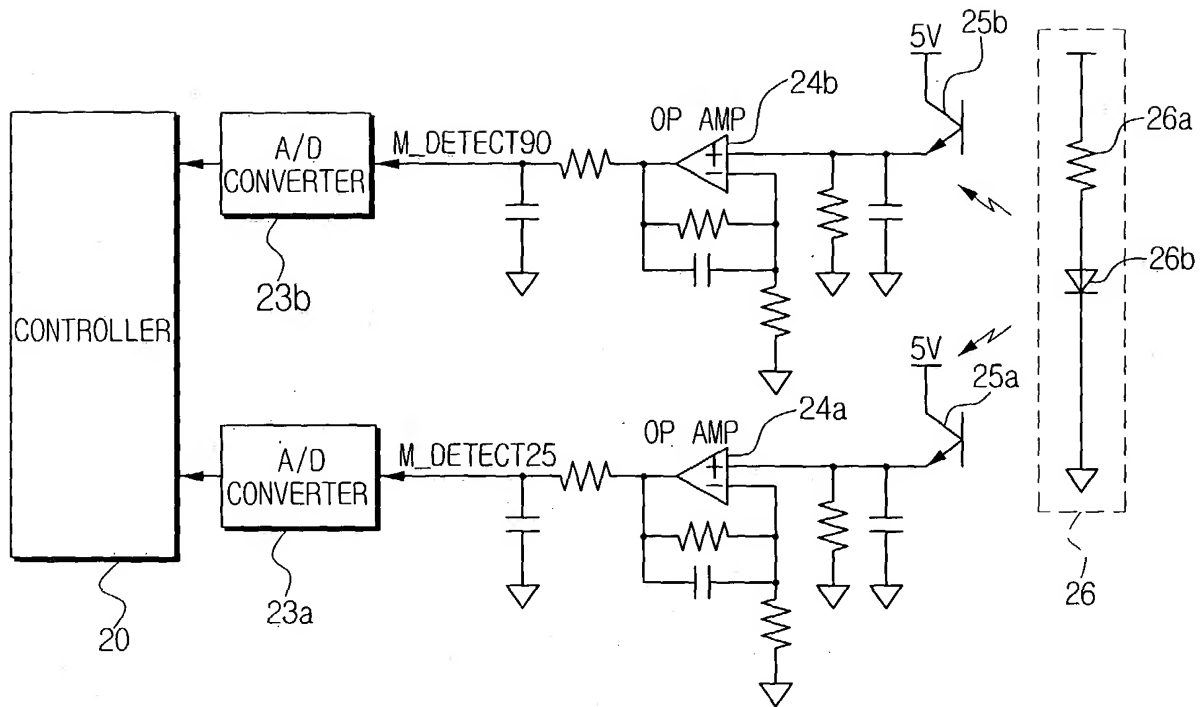 5V
25b
24b
OP AMP
26a
A/D
CONVERTER
M_DETECT90
+
−
23b
26b
CONTROLLER
5V
25a
24a
OP AMP
A/D
CONVERTER
M_DETECT25
+
−
23a
20
26